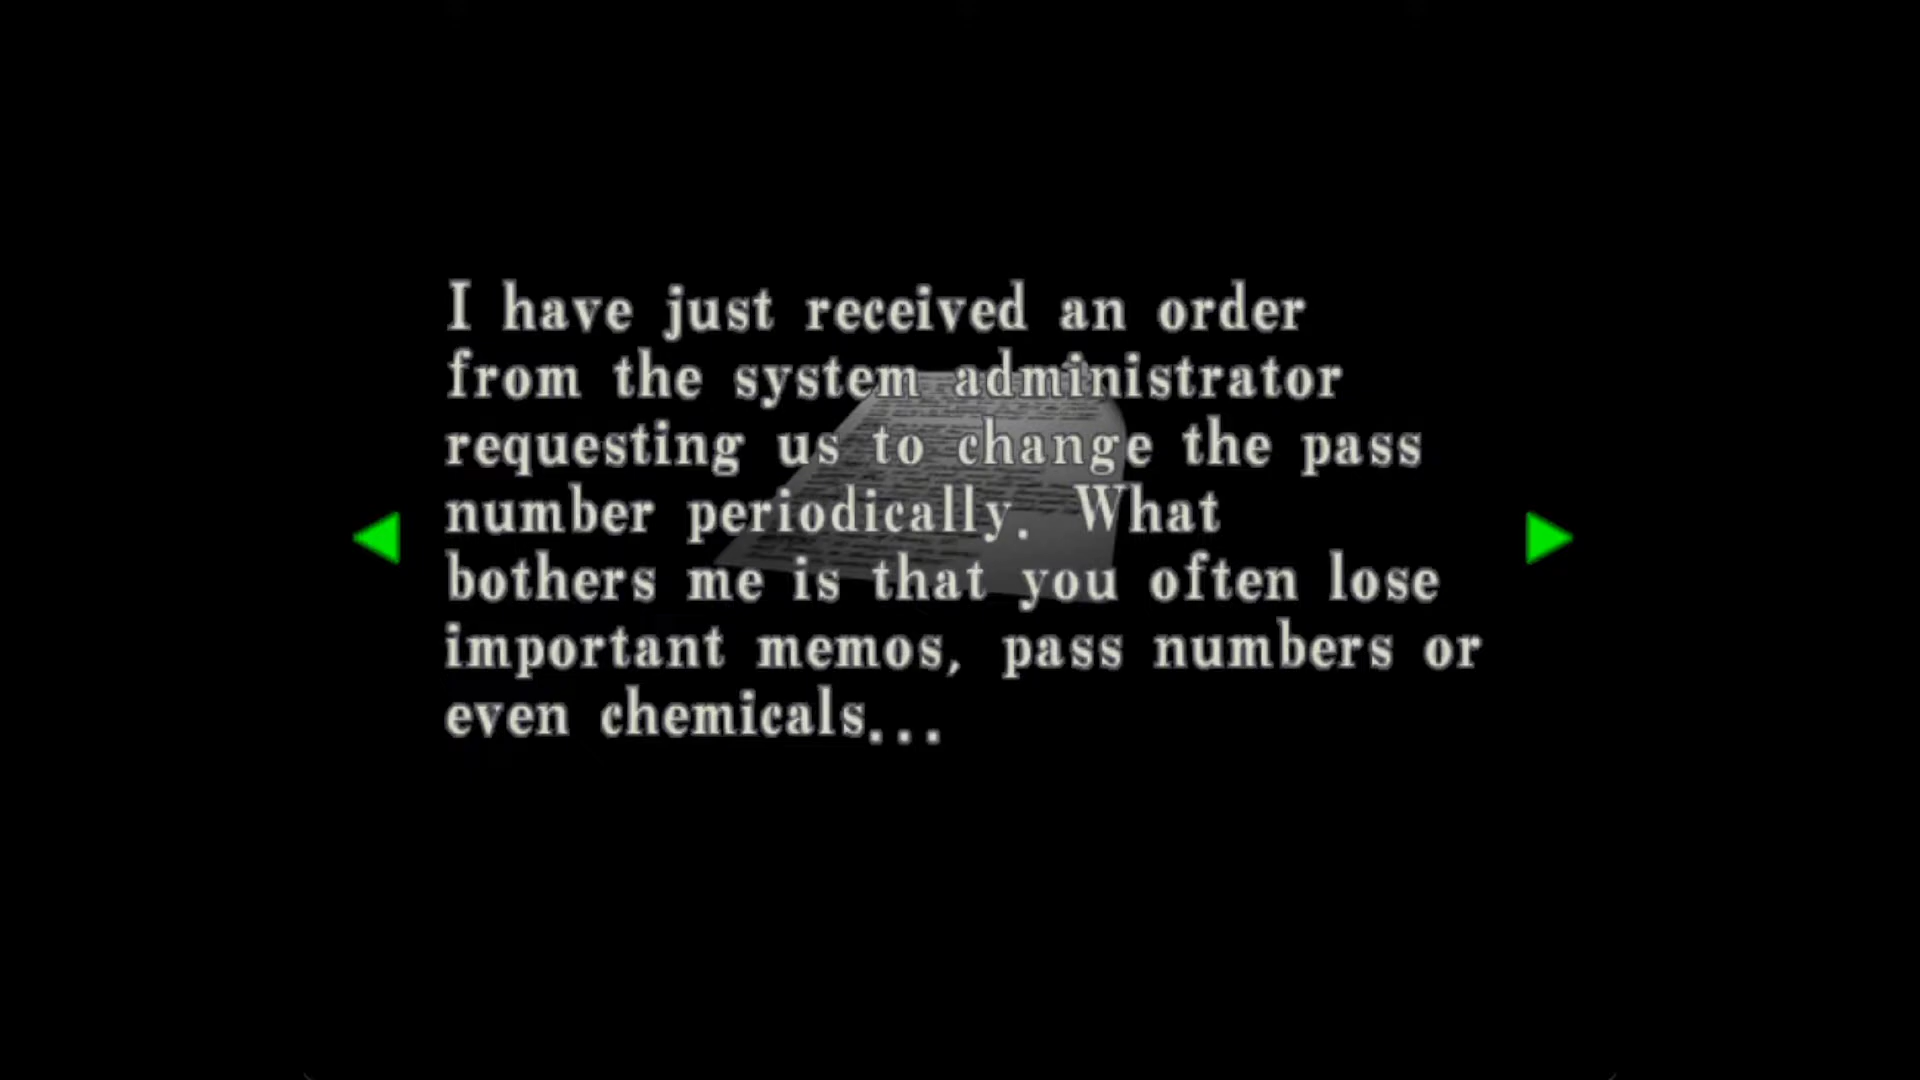 I have just received an order
from the system administrator
requesting us to change the pass
number periodically. What
bothers me is that you often lose
important memos, pass numbers or
even chemicals...